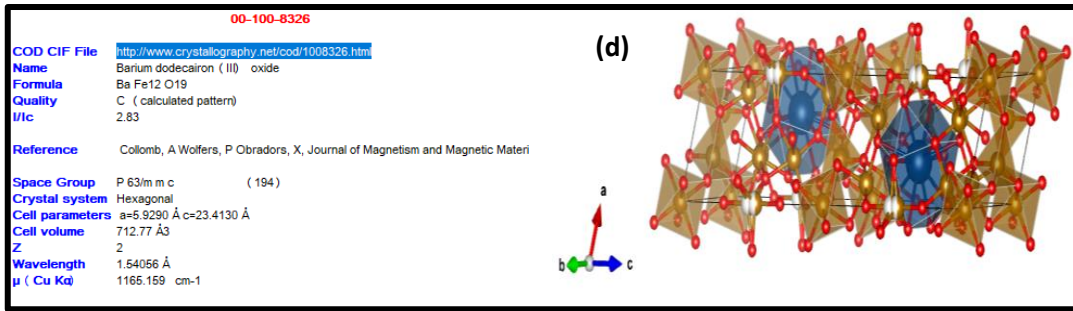 00-100-8326
COD CIF File http://www.crystallography.net/cod/1008326.html
Name Barium dodecairon (III) oxide
Formula Ba Fe12 O19
Quality C (calculated pattern)
I/Ic 2.83
Reference Collomb, A Wolfers, P Obradors, X, Journal of Magnetism and Magnetic Materi
Space Group P 63/m m c (194)
Crystal system Hexagonal
Cell parameters a=5.9290 Å c=23.4130 Å
Cell volume 712.77 Å3
Z 2
Wavelength 1.54056 Å
µ (Cu Kα) 1165.159 cm-1
(d)
a
b
c